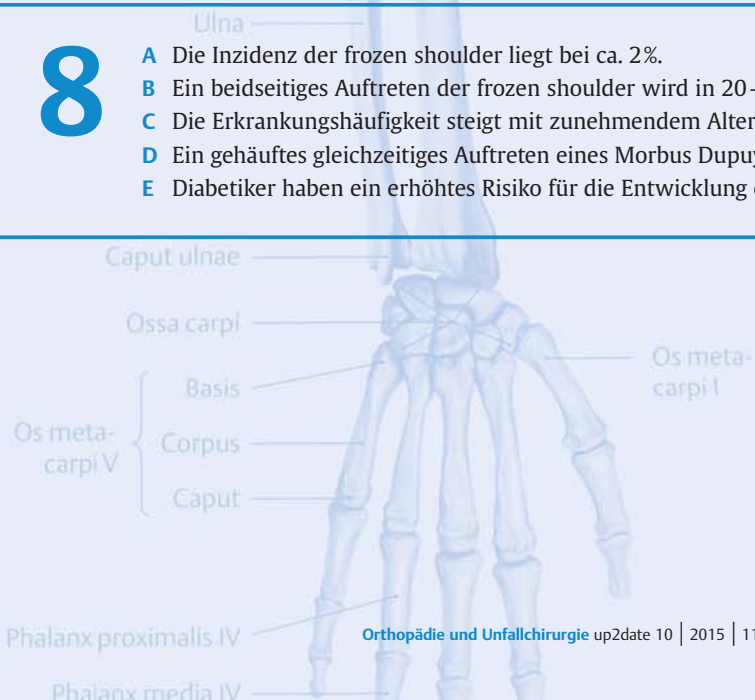 Ulna
8
A Die Inzidenz der frozen shoulder liegt bei ca. 2%.
B Ein beidseitiges Auftreten der frozen shoulder wird in 20–
C Die Erkrankungshäufigkeit steigt mit zunehmendem Alter
D Ein gehäuftes gleichzeitiges Auftreten eines Morbus Dupuy
E Diabetiker haben ein erhöhtes Risiko für die Entwicklung
Caput ulnae
Ossa carpi
Os meta-
carpi I
Basis
Os meta-
carpi V
Corpus
Caput
Phalanx proximalis IV
Orthopädie und Unfallchirurgie up2date 10 | 2015 | 11
Phalanx media IV